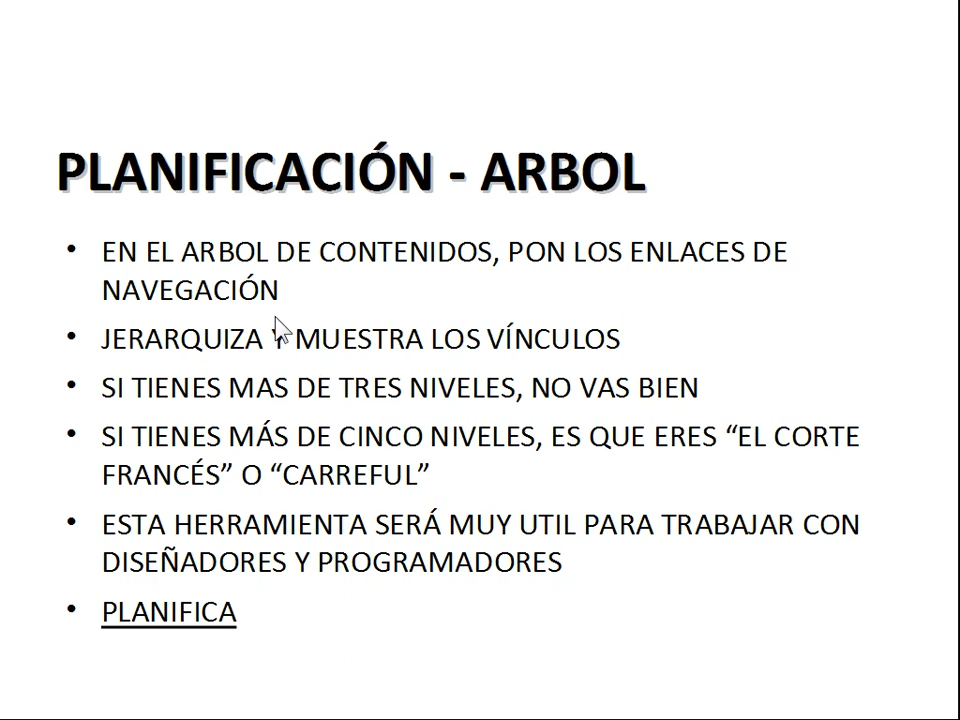 PLANIFICACIÓN - ARBOL
• EN EL ARBOL DE CONTENIDOS, PON LOS ENLACES DE
NAVEGACIÓN
• JERARQUIZA Y MUESTRA LOS VÍNCULOS
• SI TIENES MAS DE TRES NIVELES, NO VAS BIEN
• SI TIENES MÁS DE CINCO NIVELES, ES QUE ERES “EL CORTE
FRANCÉS” O “CARREFUL”
• ESTA HERRAMIENTA SERÁ MUY UTIL PARA TRABAJAR CON
DISEÑADORES Y PROGRAMADORES
• PLANIFICA